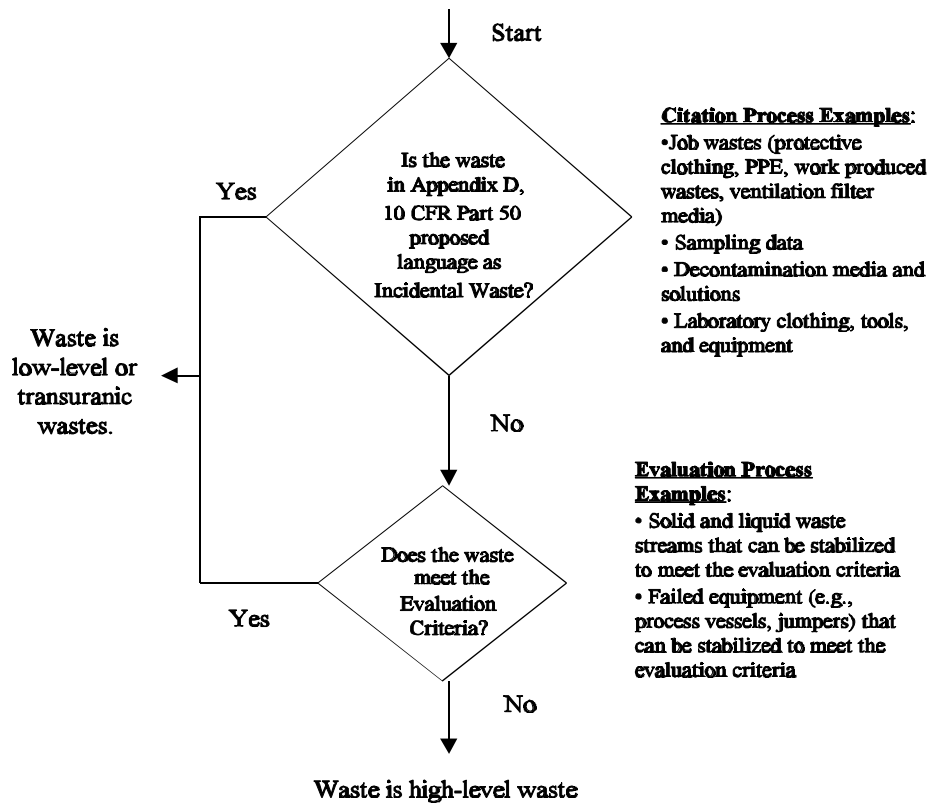 Start
Is the waste
in Appendix D,
10 CFR Part 50
proposed
language as
Incidental Waste?
Yes
Citation Process Examples:
•Job wastes (protective
clothing, PPE, work produced
wastes, ventilation filter
media)
• Sampling data
• Decontamination media and
solutions
• Laboratory clothing, tools,
and equipment
Waste is
low-level or
transuranic
wastes.
No
Evaluation Process
Examples:
• Solid and liquid waste
streams that can be stabilized
to meet the evaluation criteria
• Failed equipment (e.g.,
process vessels, jumpers) that
can be stabilized to meet the
evaluation criteria
Does the waste
meet the
Evaluation
Criteria?
Yes
No
Waste is high-level waste